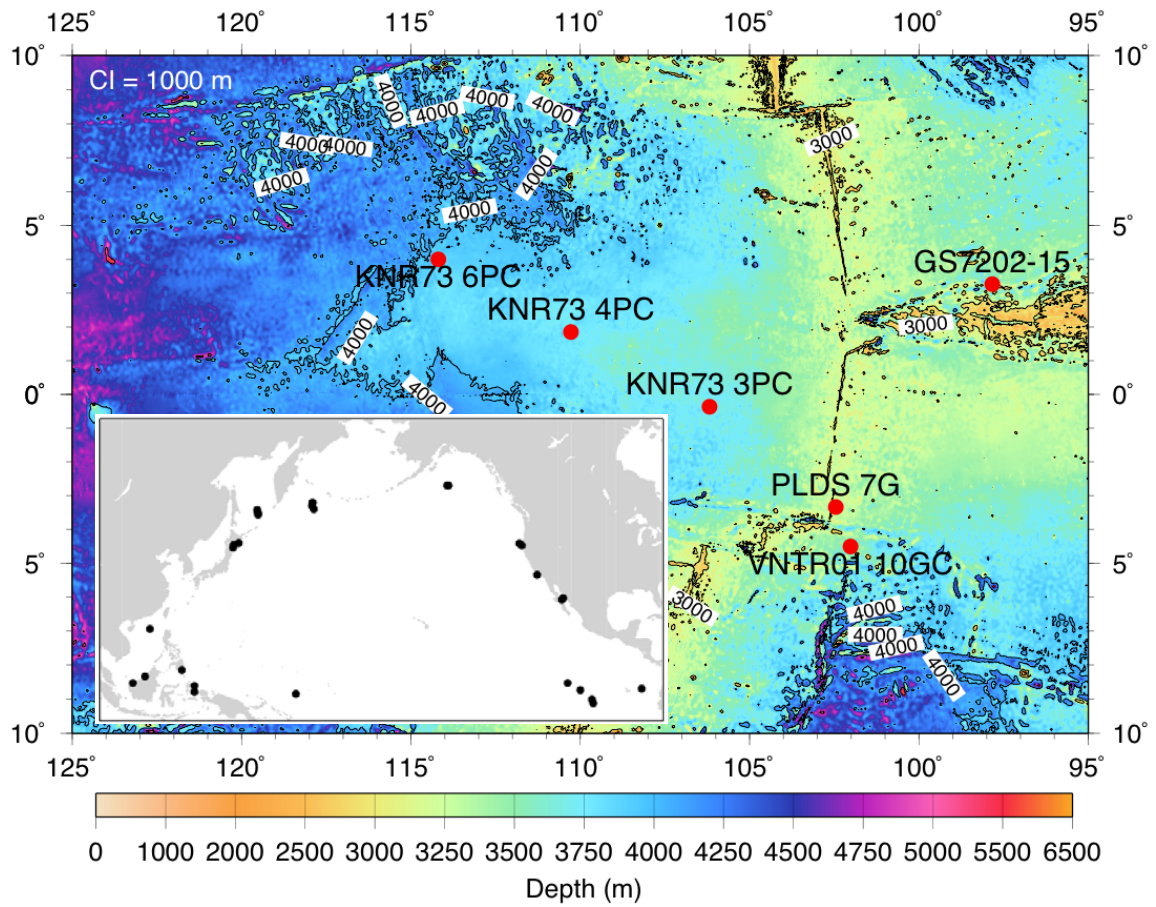 125˚ 120˚ 115˚ 110˚ 105˚ 100˚ 95˚
10˚ 10˚
CI = 1000 m
4000 4000 4000 4000
3000
4000 4000
4000
4000
4000
5˚ 5˚
GS7202-15
KNR73 6PC
KNR73 4PC
3000
4000
KNR73 3PC
0˚ 0˚
4000
PLDS 7G
VNTR01 10GC
5˚ 5˚
3000
4000
4000
4000
4000
10˚ 10˚
125˚ 120˚ 115˚ 110˚ 105˚ 100˚ 95˚
0 1000 2000 2500 3000 3250 3500 3750 4000 4250 4500 4750 5000 5500 6500
Depth (m)